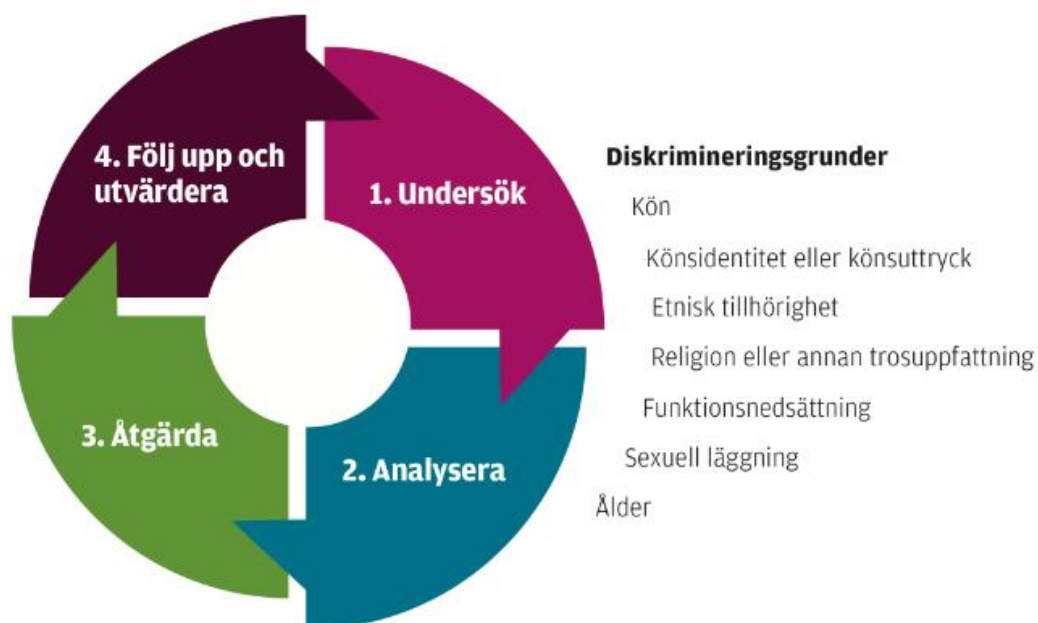 4. Följ upp och
utvärdera
1. Undersök
3. Åtgärda
2. Analysera
Diskrimineringsgrunder
Kön
Könsidentitet eller könsuttryck
Etnisk tillhörighet
Religion eller annan trosuppfattning
Funktionsnedsättning
Sexuell läggning
Ålder